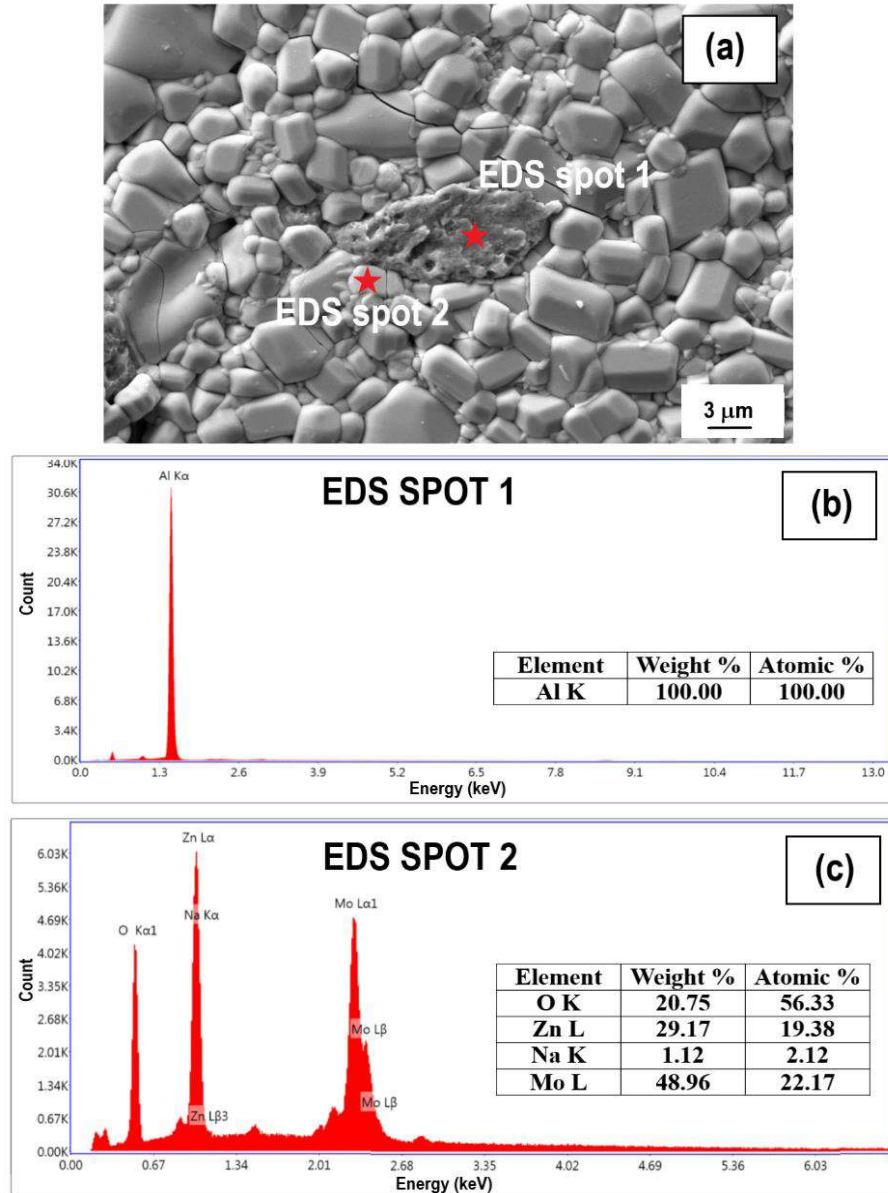 (a)
EDS spot 1
EDS spot 2
3 μm
EDS SPOT 1
(b)
Al Kα
34.0K
30.6K
27.2K
23.8K
20.4K
17.0K
13.6K
10.2K
6.8K
3.4K
0.0K
Count
Element Weight % Atomic %
Al K 100.00 100.00
0.0 1.3 2.6 3.9 5.2 6.5 7.8 9.1 10.4 11.7 13.0
Energy (keV)
EDS SPOT 2
(c)
Zn Lα
Na Kα
O Kα1
Mo Lα1
Mo Lβ
Mo Lβ
Zn Lβ3
6.03K
5.36K
4.69K
4.02K
3.35K
2.68K
2.01K
1.34K
0.67K
0.00K
Count
Element Weight % Atomic %
O K 20.75 56.33
Zn L 29.17 19.38
Na K 1.12 2.12
Mo L 48.96 22.17
0.00 0.67 1.34 2.01 2.68 3.35 4.02 4.69 5.36 6.03
Energy (keV)